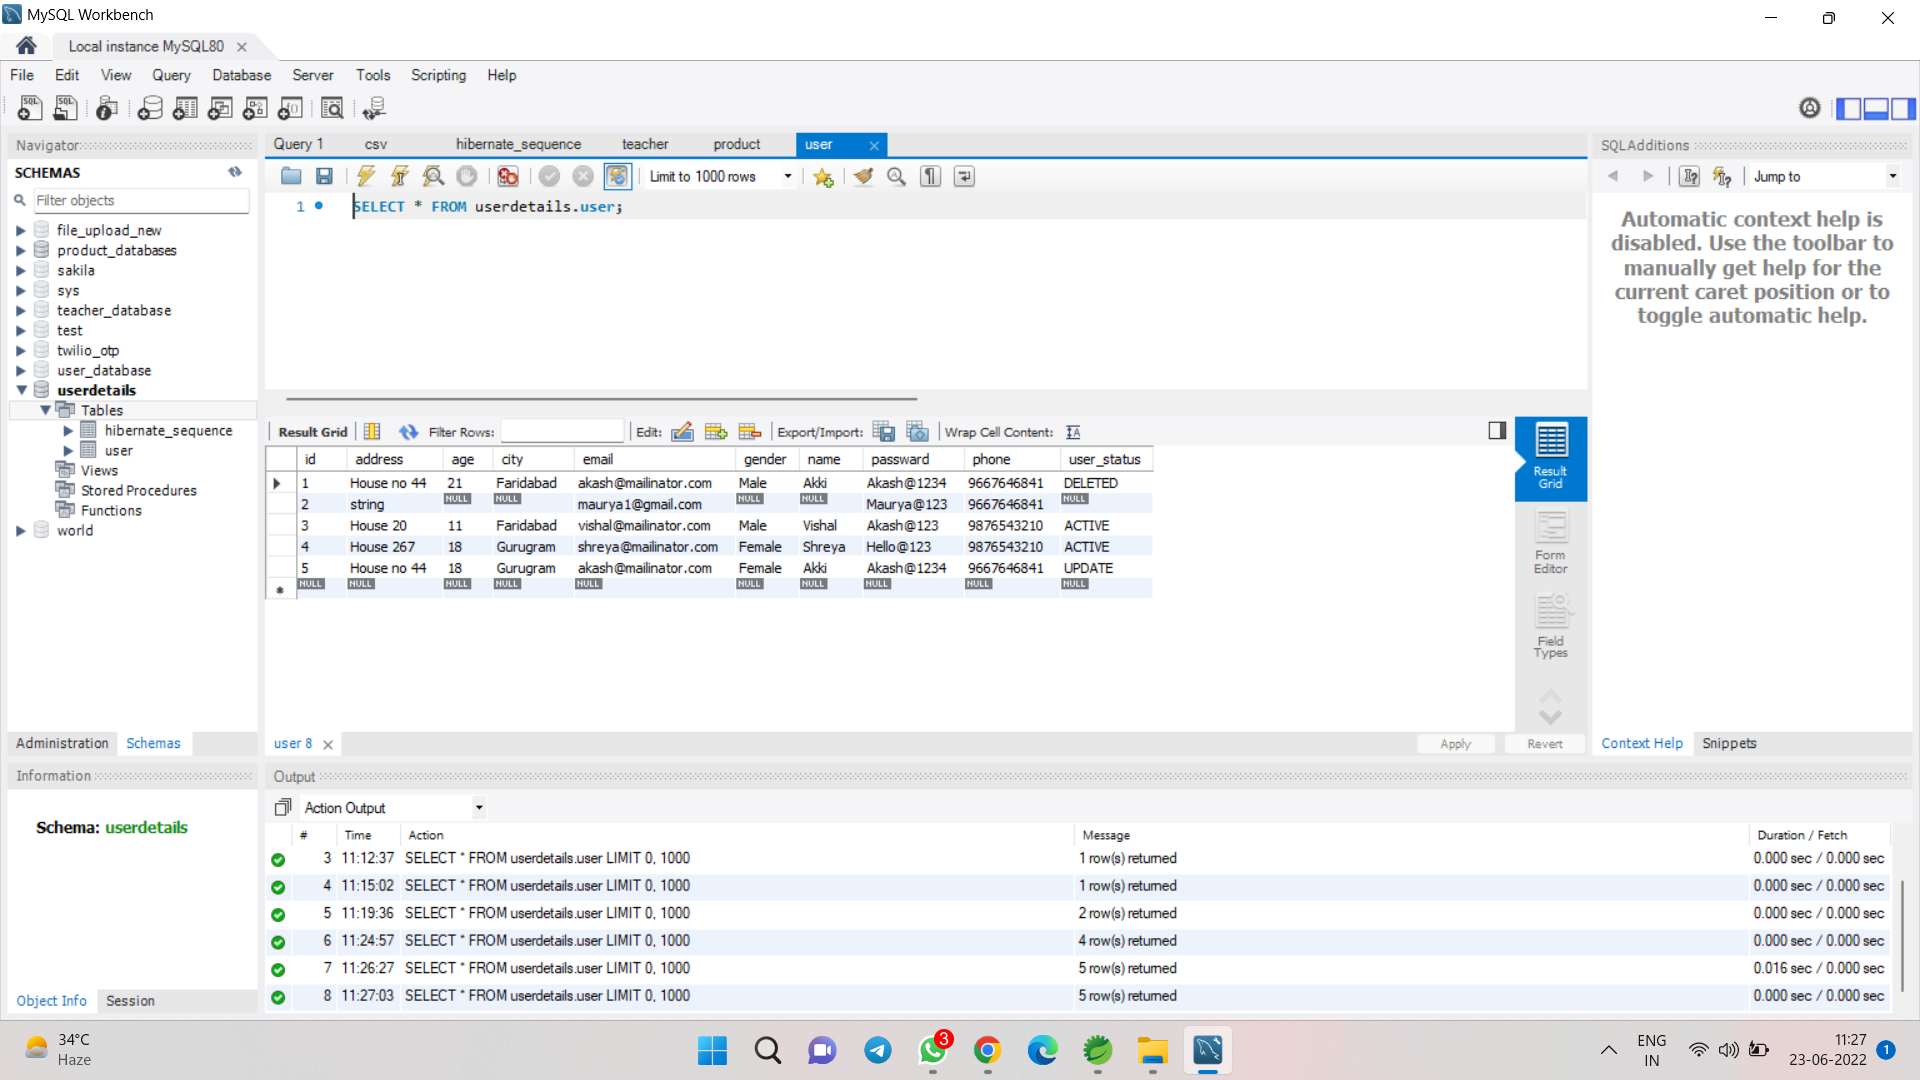 MySQL Workbench
Local instance MySQL80
File Edit View Query Database Server Tools Scripting Help
Navigator
SCHEMAS
Filter objects
file_upload_new
product_databases
sakila
sys
teacher_database
test
twilio_otp
user_database
userdetails
Tables
hibernate_sequence
user
Views
Stored Procedures
Functions
world
Administration Schemas
Information
Schema: userdetails
Object Info Session
Query 1 csv hibernate_sequence teacher product user
Limit to 1000 rows
1 SELECT * FROM userdetails.user;
Result Grid Filter Rows: Edit: Export/Import: Wrap Cell Content:
id address age city email gender name passward phone user_status
1 House no 44 21 Faridabad akash@mailinator.com Male Akki Akash@1234 9667646841 DELETED
2 string NULL NULL maurya1@gmail.com NULL NULL Maurya@123 9667646841 NULL
3 House 20 11 Faridabad vishal@mailinator.com Male Vishal Akash@123 9876543210 ACTIVE
4 House 267 18 Gurugram shreya@mailinator.com Female Shreya Hello@123 9876543210 ACTIVE
5 House no 44 18 Gurugram akash@mailinator.com Female Akki Akash@1234 9667646841 UPDATE
NULL NULL NULL NULL NULL NULL NULL NULL NULL NULL
Result Grid
Form Editor
Field Types
user 8 Apply Revert
SQLAdditions
Jump to
Automatic context help is
disabled. Use the toolbar to
manually get help for the
current caret position or to
toggle automatic help.
Context Help Snippets
Output
Action Output
# Time Action Message Duration / Fetch
3 11:12:37 SELECT * FROM userdetails.user LIMIT 0, 1000 1 row(s) returned 0.000 sec / 0.000 sec
4 11:15:02 SELECT * FROM userdetails.user LIMIT 0, 1000 1 row(s) returned 0.000 sec / 0.000 sec
5 11:19:36 SELECT * FROM userdetails.user LIMIT 0, 1000 2 row(s) returned 0.000 sec / 0.000 sec
6 11:24:57 SELECT * FROM userdetails.user LIMIT 0, 1000 4 row(s) returned 0.000 sec / 0.000 sec
7 11:26:27 SELECT * FROM userdetails.user LIMIT 0, 1000 5 row(s) returned 0.016 sec / 0.000 sec
8 11:27:03 SELECT * FROM userdetails.user LIMIT 0, 1000 5 row(s) returned 0.000 sec / 0.000 sec
34°C
Haze
3
ENG
IN
11:27
23-06-2022
1